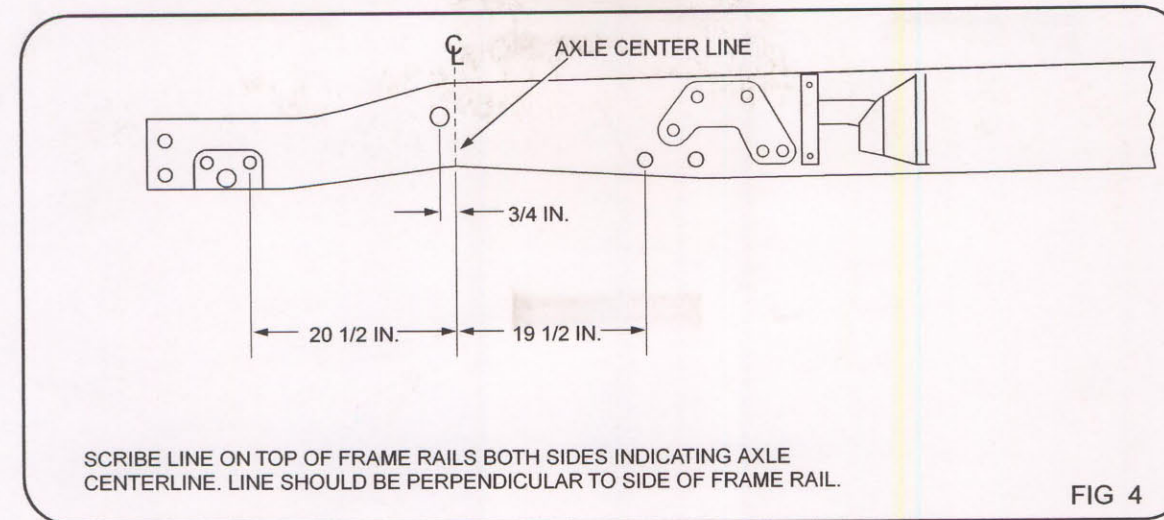 ℄
AXLE CENTER LINE
3/4 IN.
20 1/2 IN.
19 1/2 IN.
SCRIBE LINE ON TOP OF FRAME RAILS BOTH SIDES INDICATING AXLE
CENTERLINE. LINE SHOULD BE PERPENDICULAR TO SIDE OF FRAME RAIL.
FIG 4